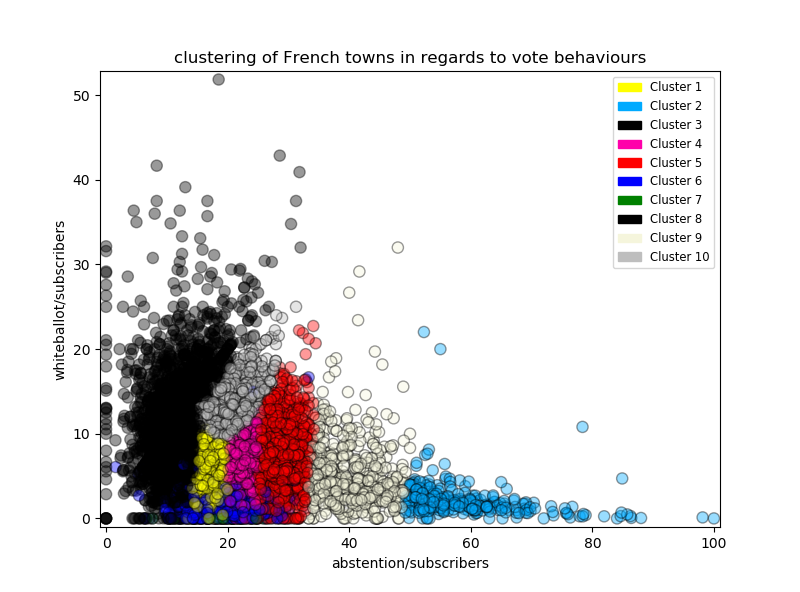 clustering of French towns in regards to vote behaviours
Cluster 1
Cluster 2
Cluster 3
Cluster 4
Cluster 5
Cluster 6
Cluster 7
Cluster 8
Cluster 9
Cluster 10
whiteballot/subscribers
50
40
30
20
10
0
0
20
40
60
80
100
abstention/subscribers